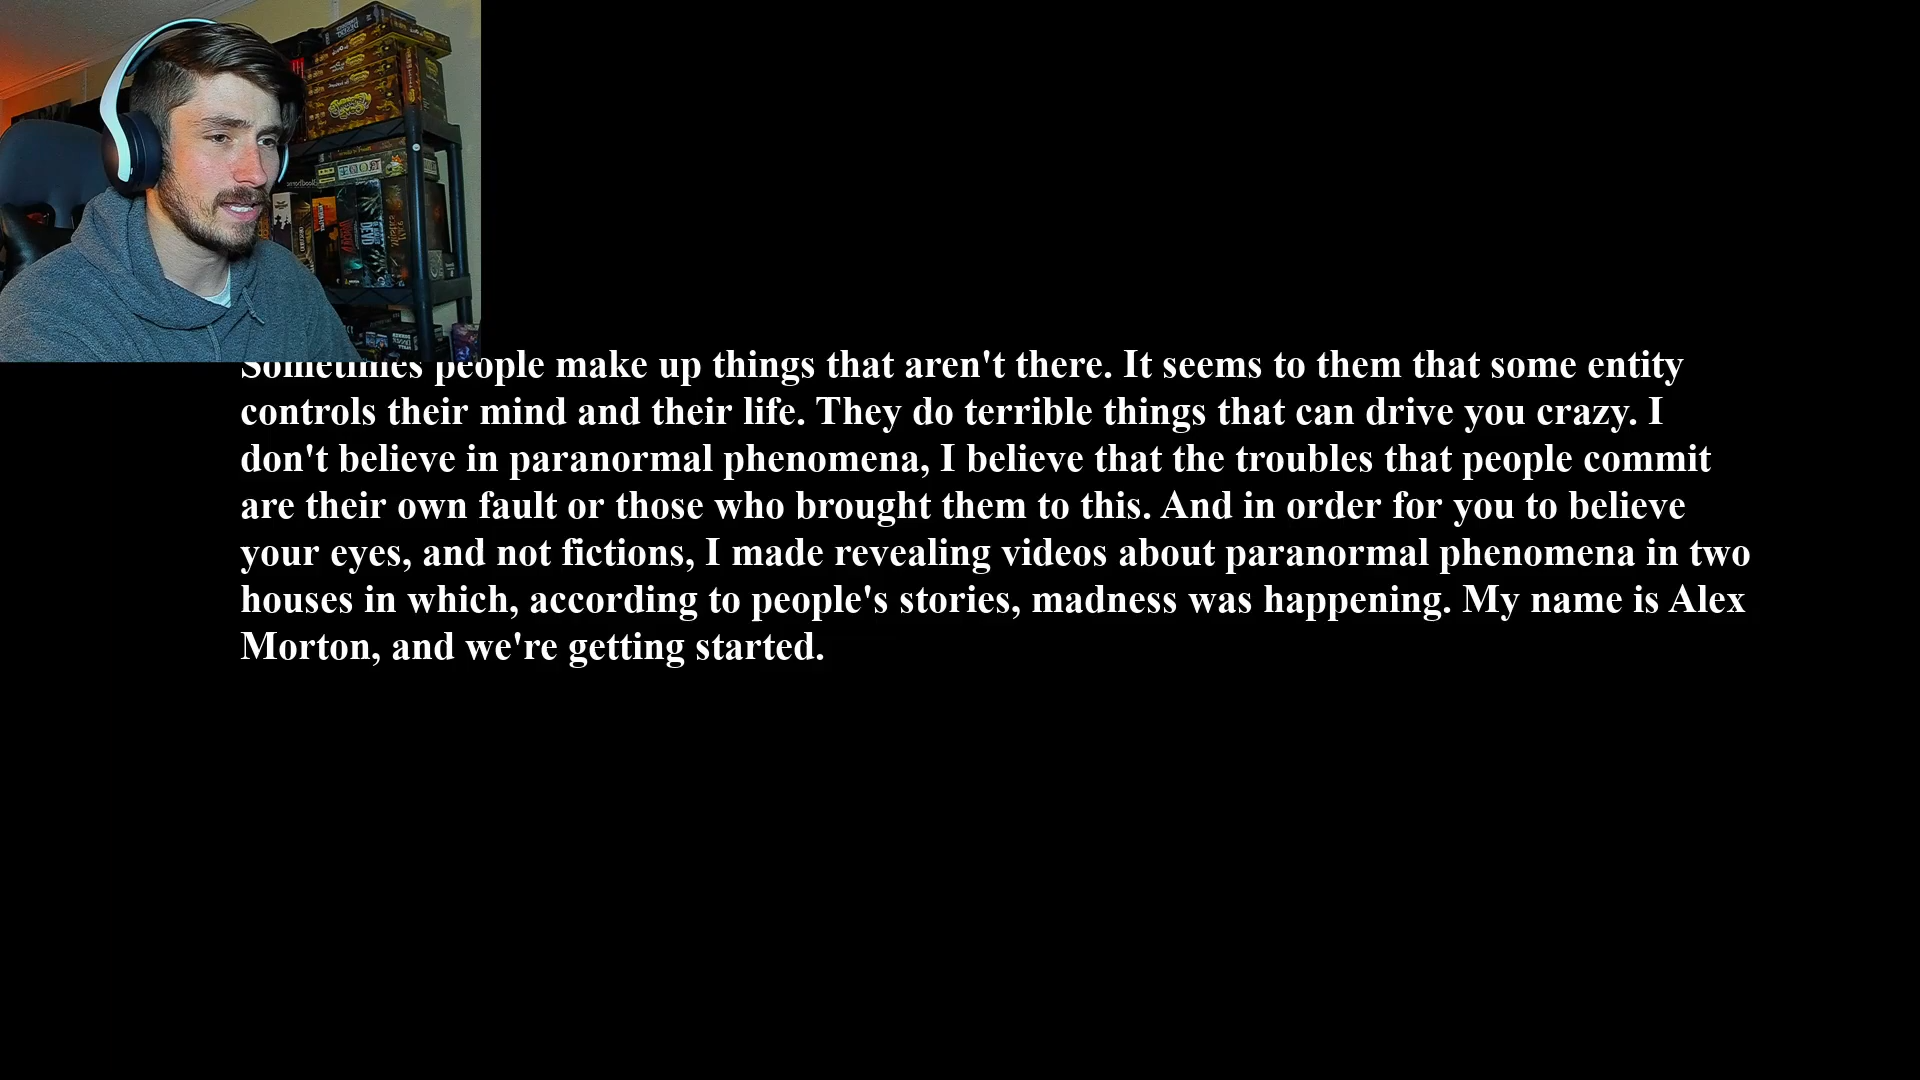 Sometimes people make up things that aren't there. It seems to them that some entity
controls their mind and their life. They do terrible things that can drive you crazy. I
don't believe in paranormal phenomena, I believe that the troubles that people commit
are their own fault or those who brought them to this. And in order for you to believe
your eyes, and not fictions, I made revealing videos about paranormal phenomena in two
houses in which, according to people's stories, madness was happening. My name is Alex
Morton, and we're getting started.